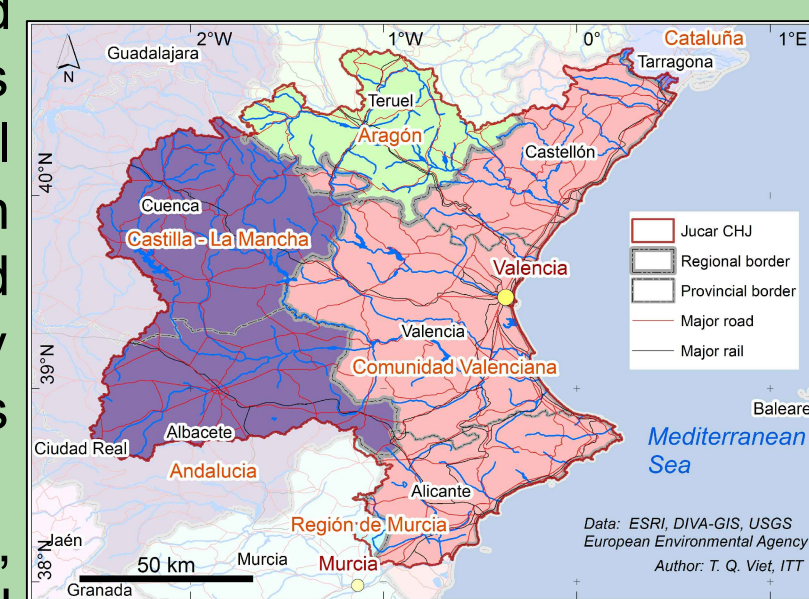 2°W
1°W
0°
1°E
Cataluña
Guadalajara
Tarragona
N
Teruel
Aragón
Castellón
40°N
Cuenca
Castilla - La Mancha
Jucar CHJ
Regional border
Provincial border
Major road
Major rail
Valencia
Valencia
Comunidad Valenciana
39°N
Baleare
Albacete
Ciudad Real
Mediterranean
Sea
Andalucia
Alicante
Región de Murcia
Data: ESRI, DIVA-GIS, USGS
European Environmental Agency
Author: T. Q. Viet, ITT
Jaén
38°N
50 km
Murcia
Murcia
Granada